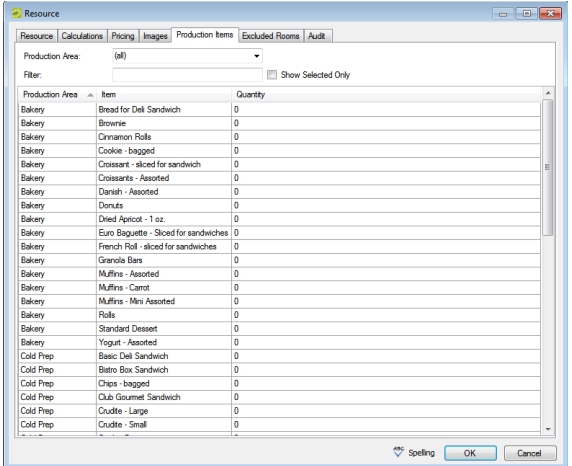 Resource
Resource Calculations Pricing Images Production Items Excluded Rooms Audit
Production Area: (all)
Filter: Show Selected Only
Production Area Item Quantity
Bakery Bread for Deli Sandwich 0
Bakery Brownie 0
Bakery Cinnamon Rolls 0
Bakery Cookie - bagged 0
Bakery Croissant - sliced for sandwich 0
Bakery Croissants - Assorted 0
Bakery Danish - Assorted 0
Bakery Donuts 0
Bakery Dried Apricot - 1 oz. 0
Bakery Euro Baguette - Sliced for sandwiches 0
Bakery French Roll - sliced for sandwiches 0
Bakery Granola Bars 0
Bakery Muffins - Assorted 0
Bakery Muffins - Carrot 0
Bakery Muffins - Mini Assorted 0
Bakery Rolls 0
Bakery Standard Dessert 0
Bakery Yogurt - Assorted 0
Cold Prep Basic Deli Sandwich 0
Cold Prep Bistro Box Sandwich 0
Cold Prep Chips - bagged 0
Cold Prep Club Gourmet Sandwich 0
Cold Prep Crudite - Large 0
Cold Prep Crudite - Small 0
ABC Spelling OK Cancel